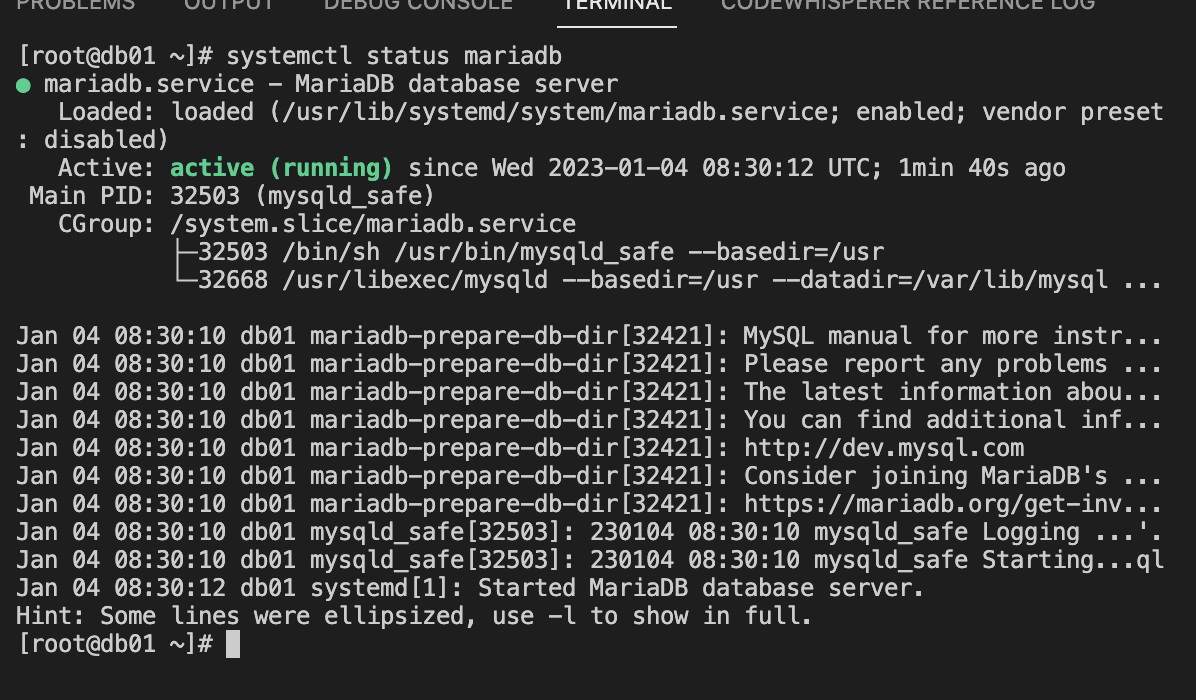 PROBLEMS OUTPUT DEBUG CONSOLE TERMINAL CODEWHISPERER REFERENCE LOG
[root@db01 ~]# systemctl status mariadb
● mariadb.service – MariaDB database server
   Loaded: loaded (/usr/lib/systemd/system/mariadb.service; enabled; vendor preset
: disabled)
   Active: active (running) since Wed 2023-01-04 08:30:12 UTC; 1min 40s ago
 Main PID: 32503 (mysqld_safe)
   CGroup: /system.slice/mariadb.service
           ├─32503 /bin/sh /usr/bin/mysqld_safe --basedir=/usr
           └─32668 /usr/libexec/mysqld --basedir=/usr --datadir=/var/lib/mysql ...

Jan 04 08:30:10 db01 mariadb-prepare-db-dir[32421]: MySQL manual for more instr...
Jan 04 08:30:10 db01 mariadb-prepare-db-dir[32421]: Please report any problems ...
Jan 04 08:30:10 db01 mariadb-prepare-db-dir[32421]: The latest information abou...
Jan 04 08:30:10 db01 mariadb-prepare-db-dir[32421]: You can find additional inf...
Jan 04 08:30:10 db01 mariadb-prepare-db-dir[32421]: http://dev.mysql.com
Jan 04 08:30:10 db01 mariadb-prepare-db-dir[32421]: Consider joining MariaDB's ...
Jan 04 08:30:10 db01 mariadb-prepare-db-dir[32421]: https://mariadb.org/get-inv...
Jan 04 08:30:10 db01 mysqld_safe[32503]: 230104 08:30:10 mysqld_safe Logging ...'.
Jan 04 08:30:10 db01 mysqld_safe[32503]: 230104 08:30:10 mysqld_safe Starting...ql
Jan 04 08:30:12 db01 systemd[1]: Started MariaDB database server.
Hint: Some lines were ellipsized, use -l to show in full.
[root@db01 ~]#